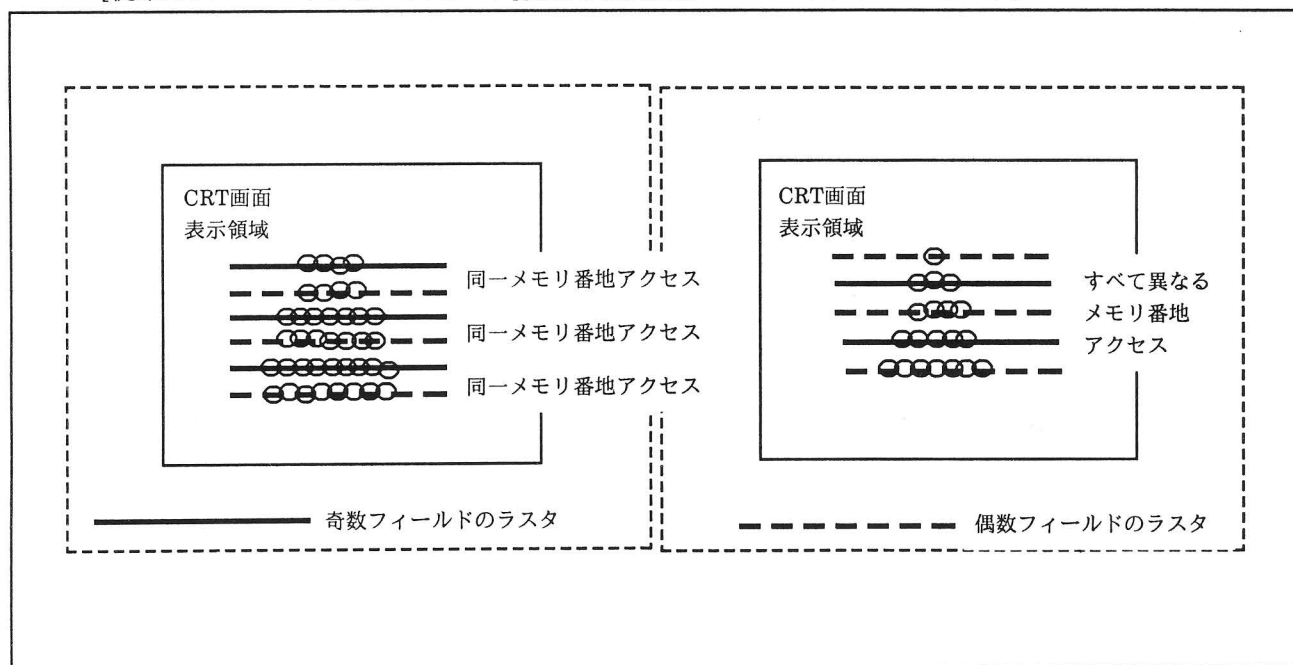 CRT画面
表示領域
同一メモリ番地アクセス
同一メモリ番地アクセス
同一メモリ番地アクセス
奇数フィールドのラスタ
CRT画面
表示領域
すべて異なる
メモリ番地
アクセス
偶数フィールドのラスタ